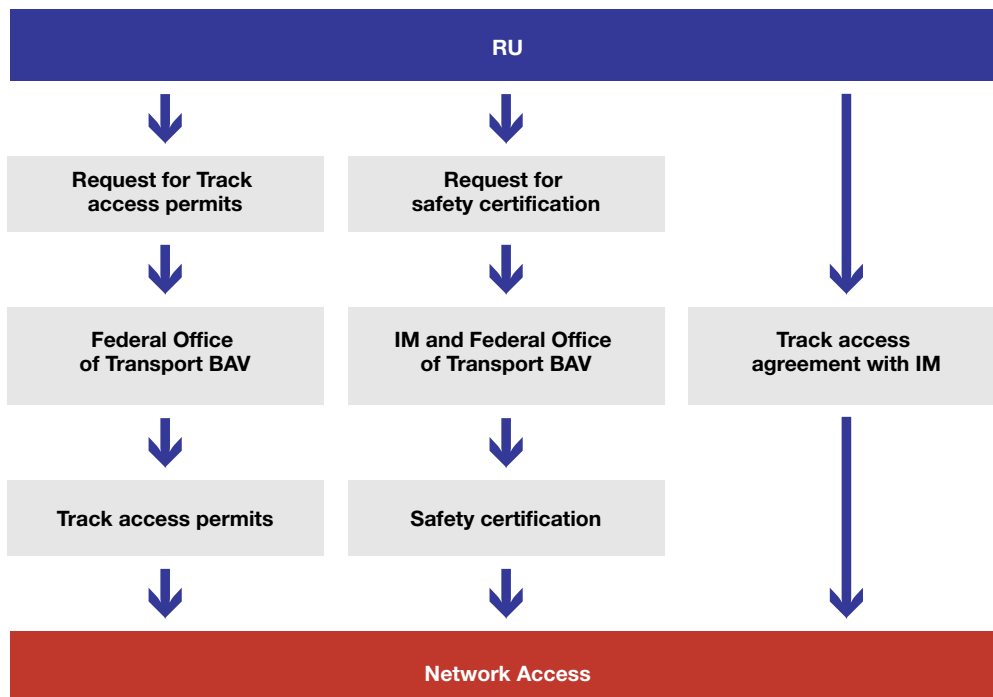 RU
Request for Track
access permits
Request for
safety certification
Federal Office
of Transport BAV
IM and Federal Office
of Transport BAV
Track access
agreement with IM
Track access permits
Safety certification
Network Access